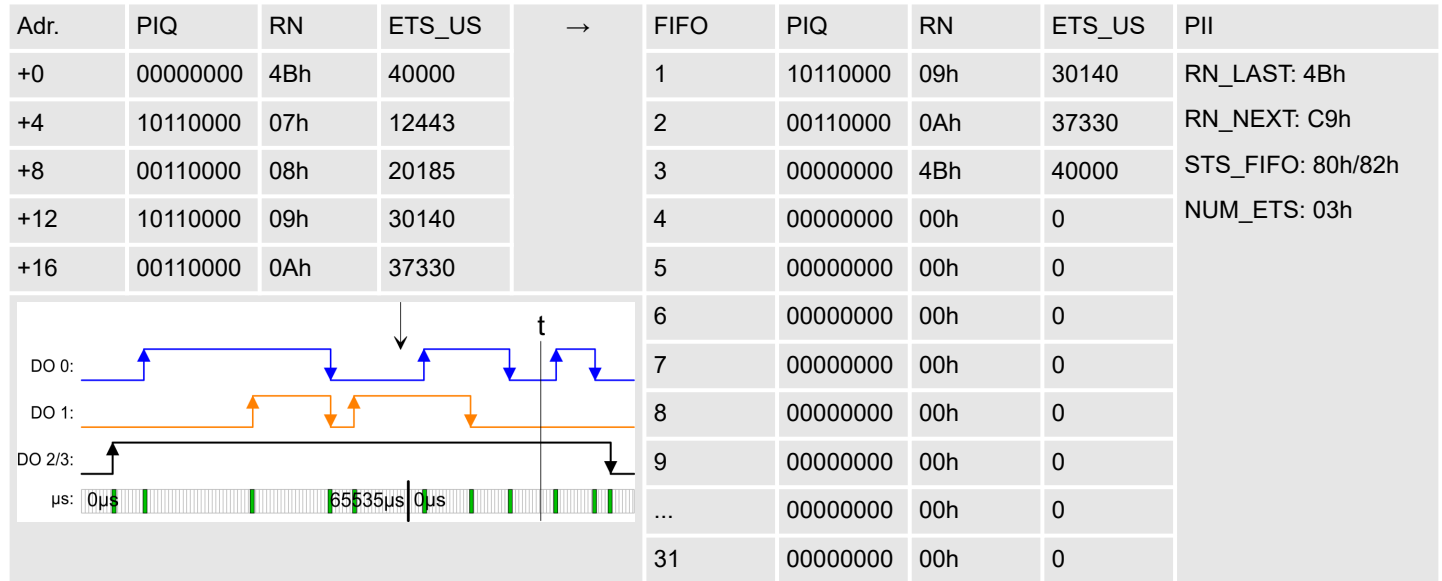 Adr. PIQ RN ETS_US → FIFO PIQ RN ETS_US PII
+0 00000000 4Bh 40000 1 10110000 09h 30140 RN_LAST: 4Bh
+4 10110000 07h 12443 2 00110000 0Ah 37330 RN_NEXT: C9h
+8 00110000 08h 20185 3 00000000 4Bh 40000 STS_FIFO: 80h/82h
+12 10110000 09h 30140 4 00000000 00h 0 NUM_ETS: 03h
+16 00110000 0Ah 37330 5 00000000 00h 0
6 00000000 00h 0
7 00000000 00h 0
8 00000000 00h 0
9 00000000 00h 0
... 00000000 00h 0
31 00000000 00h 0
t
DO 0:
DO 1:
DO 2/3:
µs: 0µs 65535µs 0µs